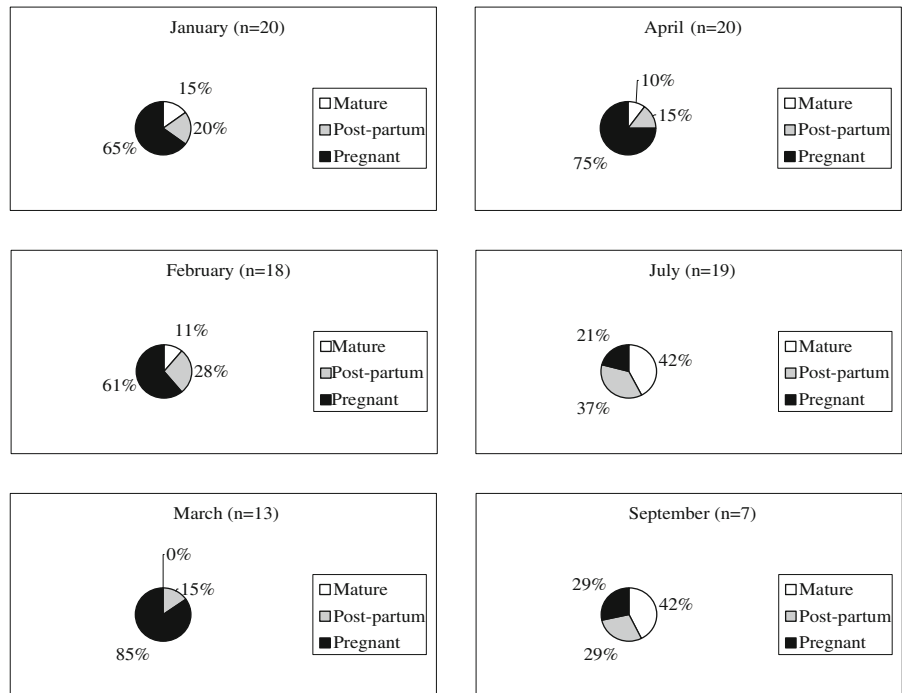 January (n=20)
15%
20%
65%
Mature
Post-partum
Pregnant
April (n=20)
10%
15%
75%
Mature
Post-partum
Pregnant
February (n=18)
11%
28%
61%
Mature
Post-partum
Pregnant
July (n=19)
21%
42%
37%
Mature
Post-partum
Pregnant
March (n=13)
0%
15%
85%
Mature
Post-partum
Pregnant
September (n=7)
29%
42%
29%
Mature
Post-partum
Pregnant